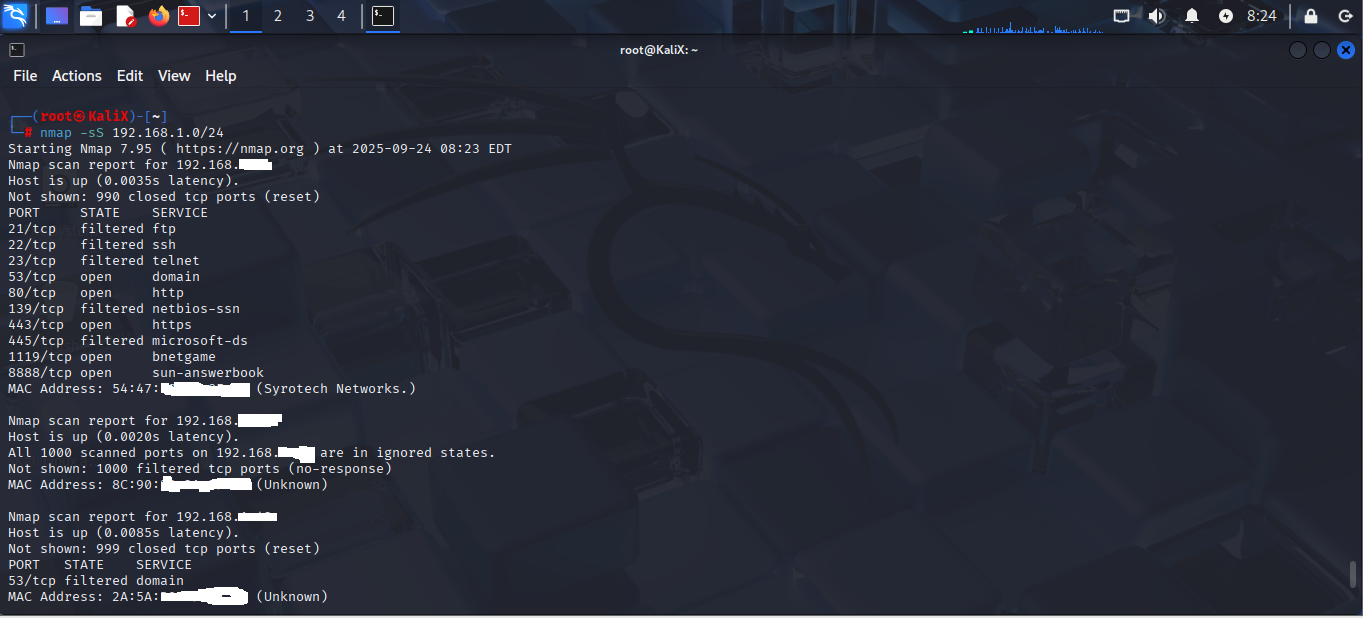 1 2 3 4 8:24
root@KaliX: ~
File Actions Edit View Help
┌──(root㉿KaliX)-[~]
└─# nmap -sS 192.168.1.0/24
Starting Nmap 7.95 ( https://nmap.org ) at 2025-09-24 08:23 EDT
Nmap scan report for 192.168.
Host is up (0.0035s latency).
Not shown: 990 closed tcp ports (reset)
PORT     STATE    SERVICE
21/tcp   filtered ftp
22/tcp   filtered ssh
23/tcp   filtered telnet
53/tcp   open     domain
80/tcp   open     http
139/tcp  filtered netbios-ssn
443/tcp  open     https
445/tcp  filtered microsoft-ds
1119/tcp open     bnetgame
8888/tcp open     sun-answerbook
MAC Address: 54:47: (Syrotech Networks.)
Nmap scan report for 192.168.
Host is up (0.0020s latency).
All 1000 scanned ports on 192.168. are in ignored states.
Not shown: 1000 filtered tcp ports (no-response)
MAC Address: 8C:90: (Unknown)
Nmap scan report for 192.168.
Host is up (0.0085s latency).
Not shown: 999 closed tcp ports (reset)
PORT   STATE    SERVICE
53/tcp filtered domain
MAC Address: 2A:5A: (Unknown)